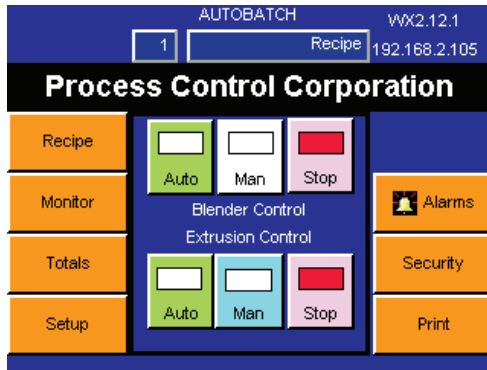 AUTOBATCH
WX2.12.1
1
Recipe
192.168.2.105
Process Control Corporation
Recipe
Monitor
Totals
Setup
Auto Man Stop
Blender Control
Extrusion Control
Auto Man Stop
Alarms
Security
Print